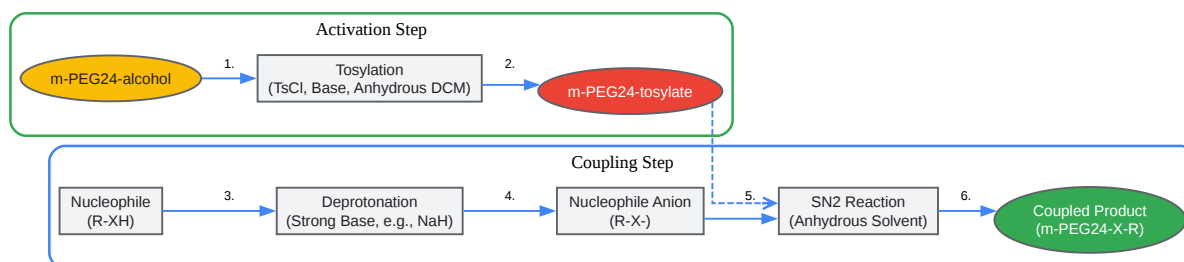 Activation Step
m-PEG24-alcohol
1.
Tosylation
(TsCl, Base, Anhydrous DCM)
2.
m-PEG24-tosylate
Coupling Step
Nucleophile
(R-XH)
3.
Deprotonation
(Strong Base, e.g., NaH)
4.
Nucleophile Anion
(R-X-)
5.
SN2 Reaction
(Anhydrous Solvent)
6.
Coupled Product
(m-PEG24-X-R)